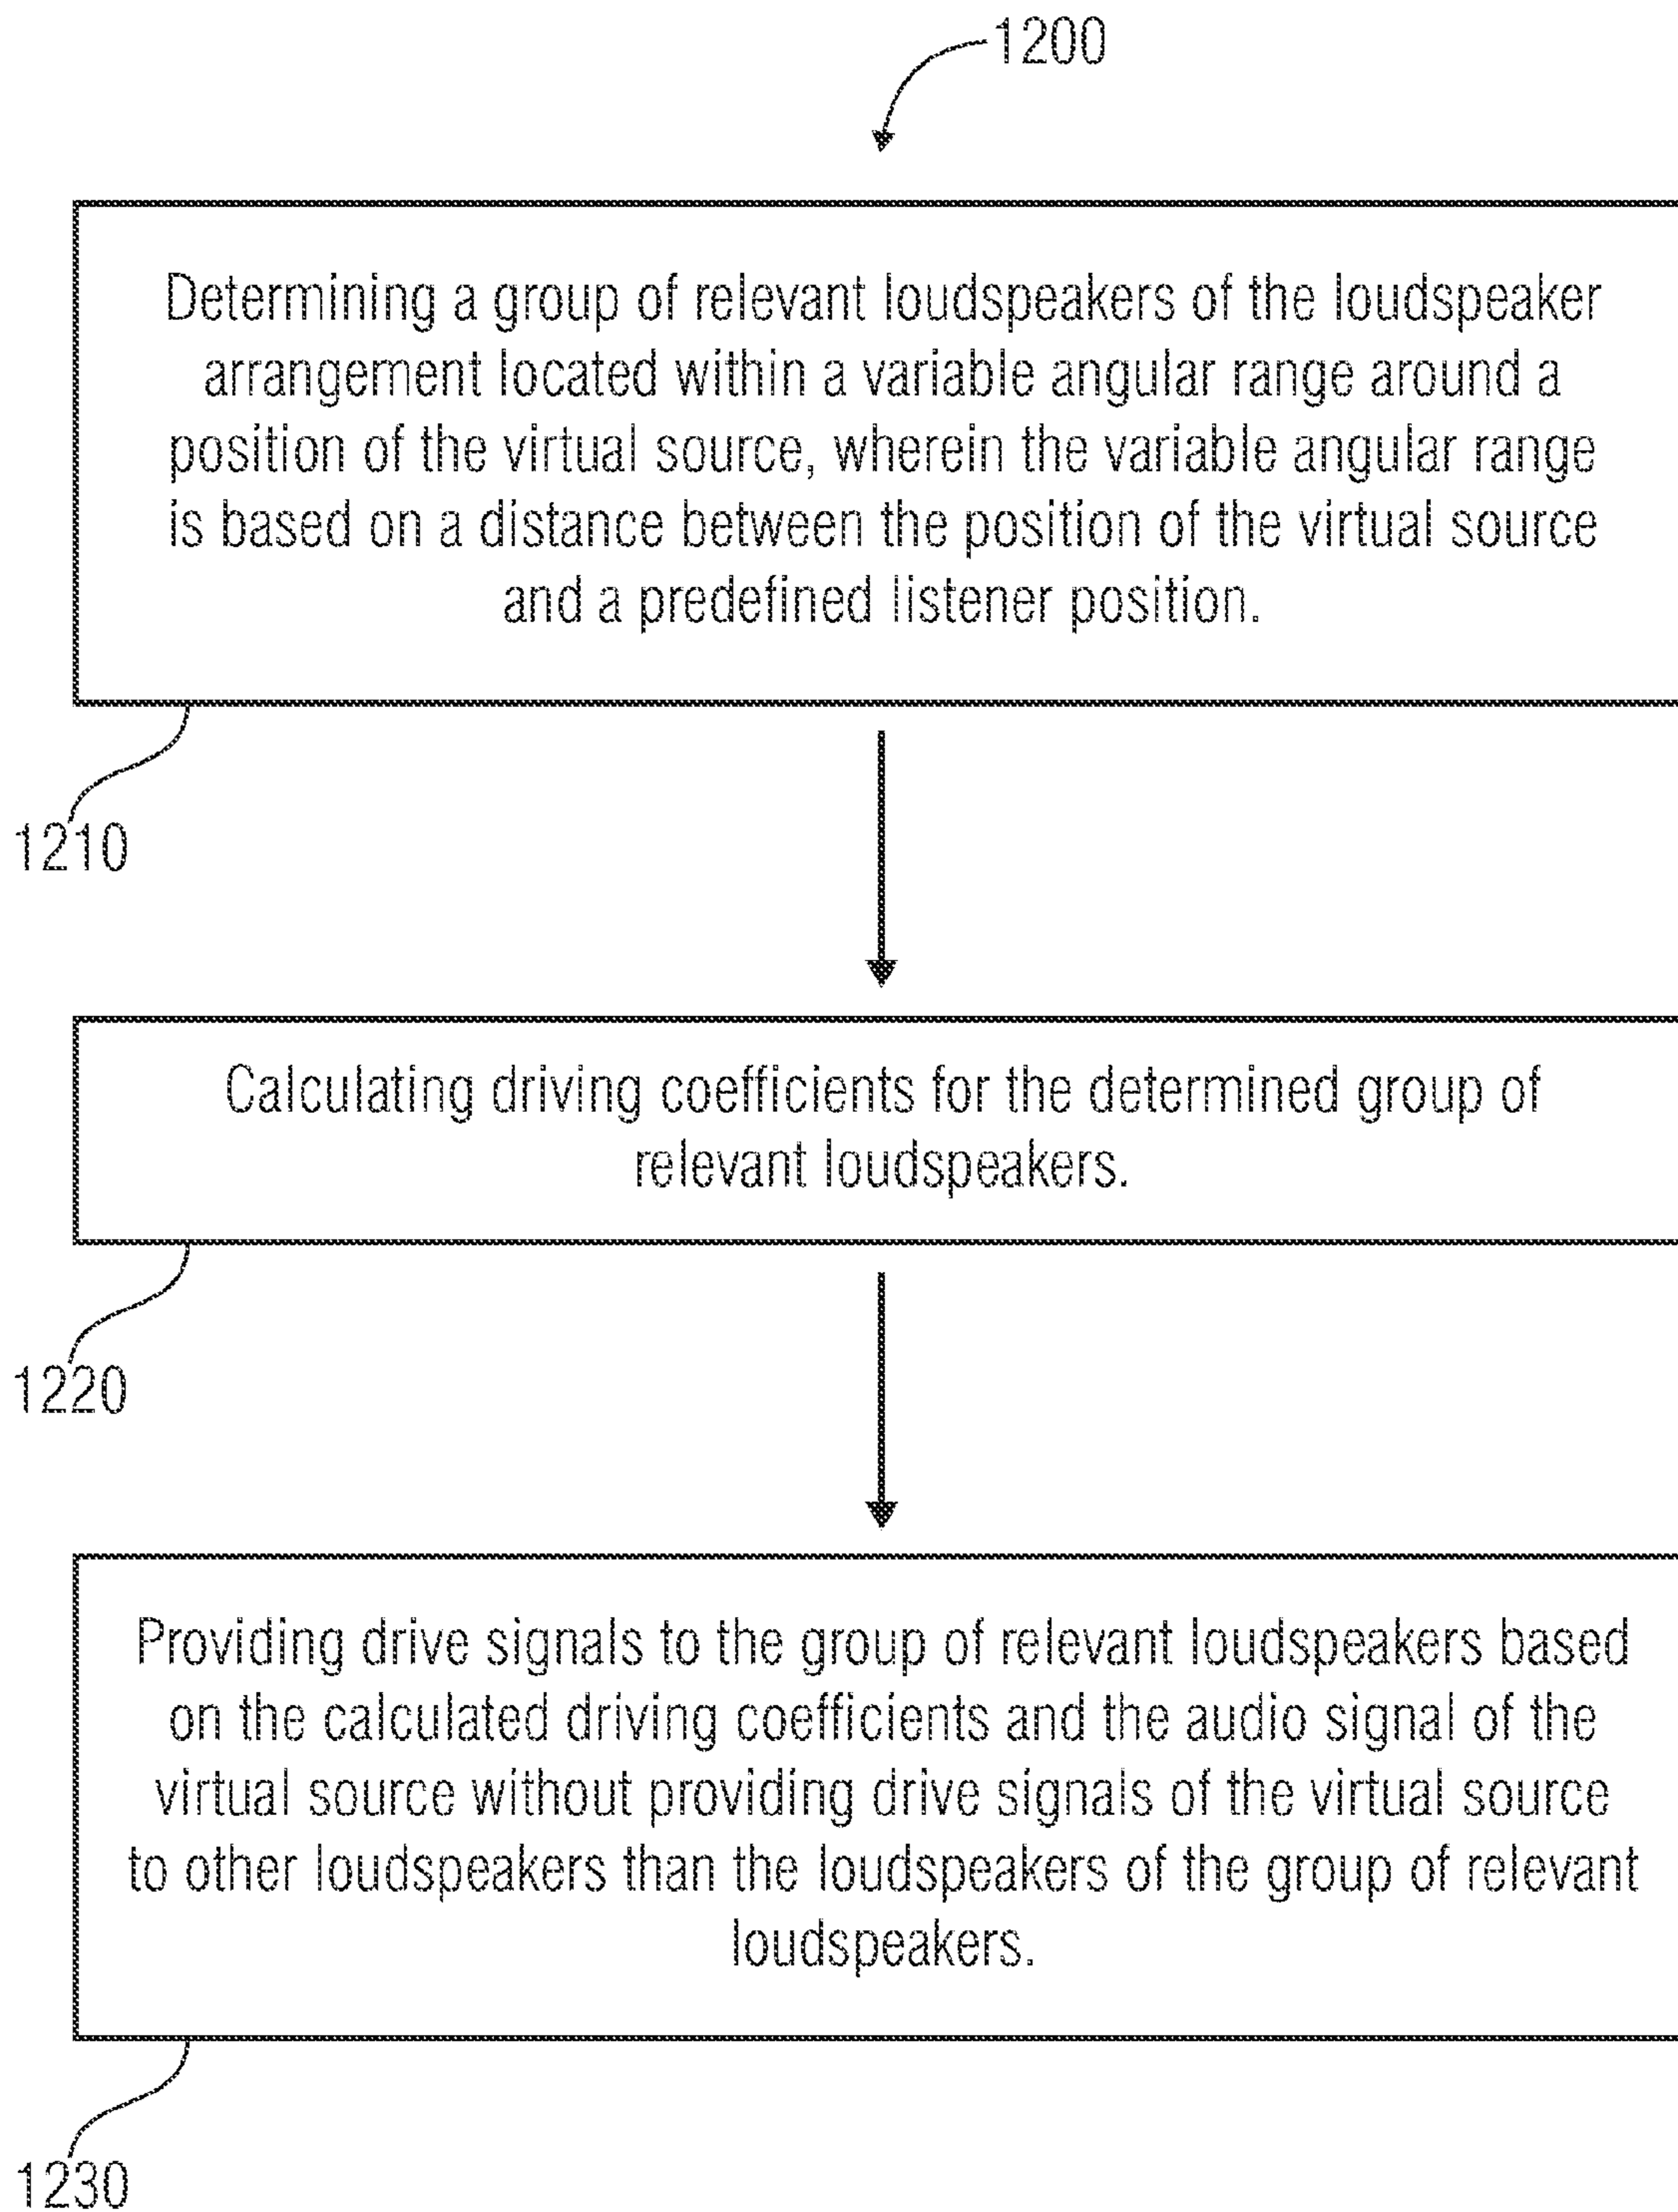 1200
Determining a group of relevant loudspeakers of the loudspeaker
arrangement located within a variable angular range around a
position of the virtual source, wherein the variable angular range
is based on a distance between the position of the virtual source
and a predefined listener position.
1210
Calculating driving coefficients for the determined group of
relevant loudspeakers.
1220
Providing drive signals to the group of relevant loudspeakers based
on the calculated driving coefficients and the audio signal of the
virtual source without providing drive signals of the virtual source
to other loudspeakers than the loudspeakers of the group of relevant
loudspeakers.
1230